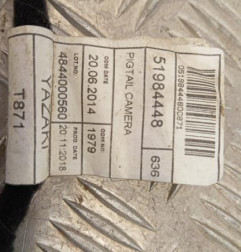 05198444800871
51984448 636
PIGTAIL CAMERA
ODM DATE ODM NO.
20.06.2014 1979
LOT.NO: PROD. DATE
4844000560 20.11.2018
YAZAKI
T871